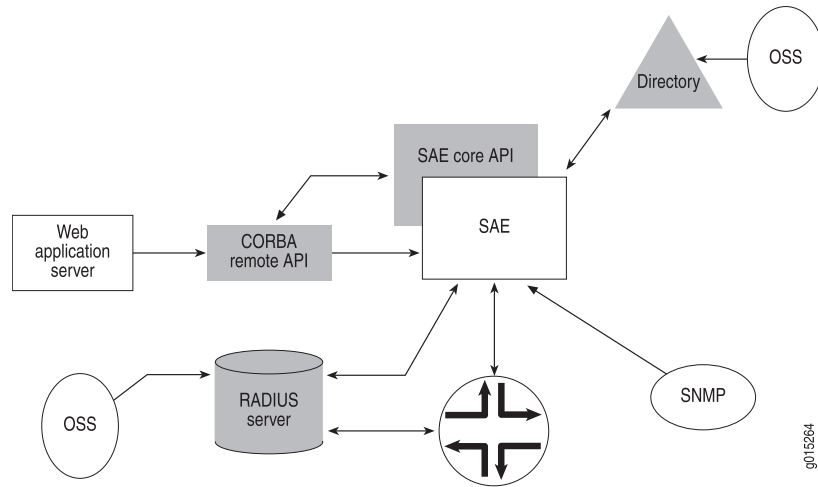 OSS
Directory
SAE core API
SAE
Web
application
server
CORBA
remote API
RADIUS
server
OSS
SNMP
g015264